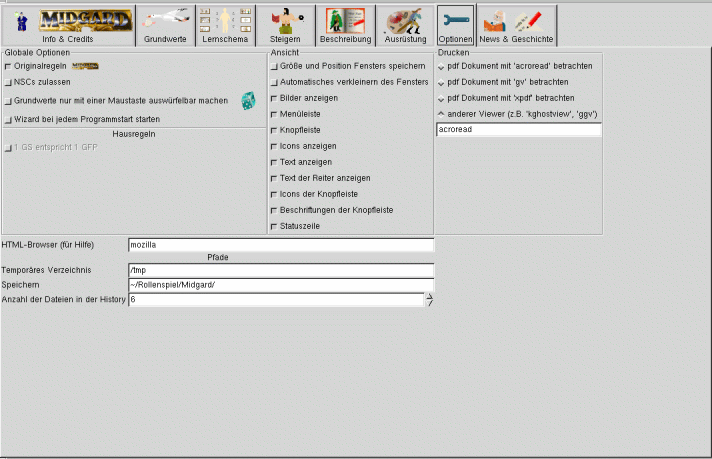 MIDGARD
Info & Credits
Grundwerte
Lernschema
Steigern
Beschreibung
Ausrüstung
Optionen
News & Geschichte
Globale Optionen
Originalregeln MIDGARD
NSCs zulassen
Grundwerte nur mit einer Maustaste auswürfelbar machen
Wizard bei jedem Programmstart starten
Hausregeln
1 GS entspricht 1 GFP
Ansicht
Größe und Position Fensters speichern
Automatisches verkleinern des Fensters
Bilder anzeigen
Menüleiste
Knopfleiste
Icons anzeigen
Text anzeigen
Text der Reiter anzeigen
Icons der Knopfleiste
Beschriftungen der Knopfleiste
Statuszeile
Drucken
pdf Dokument mit 'acroread' betrachten
pdf Dokument mit 'gv' betrachten
pdf Dokument mit 'xpdf' betrachten
anderer Viewer (z.B. 'kghostview', 'ggv')
acroread
HTML-Browser (für Hilfe) mozilla
Pfade
Temporäres Verzeichnis /tmp
Speichern ~/Rollenspiel/Midgard/
Anzahl der Dateien in der History 6